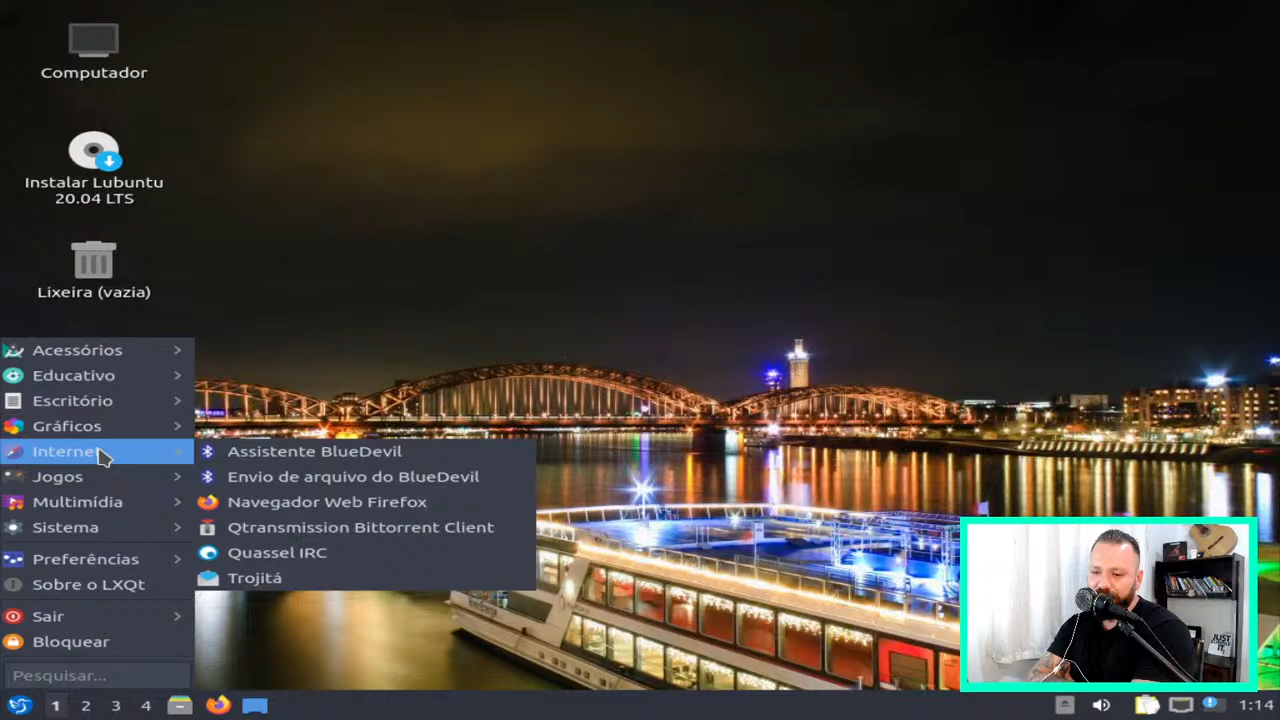 Computador
Instalar Lubuntu
20.04 LTS
Lixeira (vazia)
Acessórios
Educativo
Escritório
Gráficos
Internet
Jogos
Multimídia
Sistema
Preferências
Sobre o LXQt
Sair
Bloquear
Pesquisar...
Assistente BlueDevil
Envio de arquivo do BlueDevil
Navegador Web Firefox
Qtransmission Bittorrent Client
Quassel IRC
Trojitá
1 2 3 4
1:14